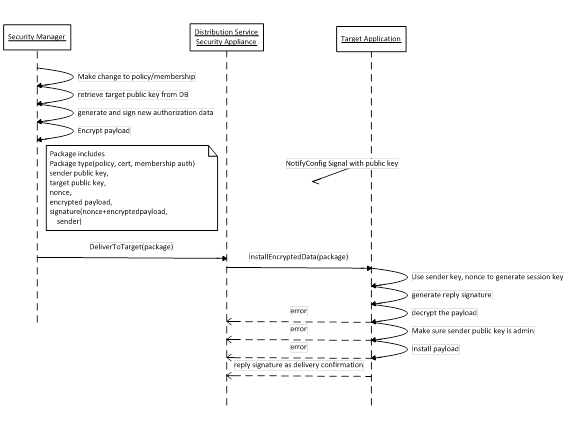 Security Manager
Distribution Service
Security Appliance
Target Application
Make change to policy/membership
retrieve target public key from DB
generate and sign new authorization data
Encrypt payload
Package includes
Package type(policy, cert, membership auth)
sender public key,
target public key,
nonce,
encrypted payload,
signature(nonce+encryptedpayload,
sender)
NotifyConfig Signal with public key
DeliverToTarget(package)
InstallEncryptedData(package)
Use sender key, nonce to generate session key
generate reply signature
error
decrypt the payload
error
Make sure sender public key is admin
error
Install payload
reply signature as delivery confirmation